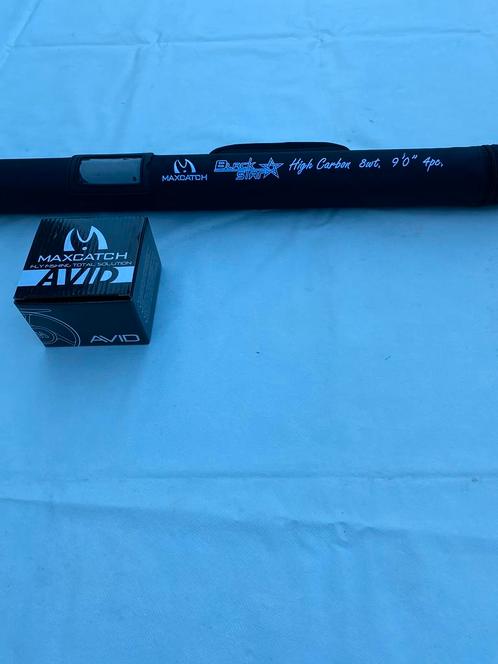 MAXCATCH
BLACK STAR
High Carbon 8wt. 9'0" 4pc.
MAXCATCH
FLY FISHING TOTAL SOLUTION
AVID
AVID